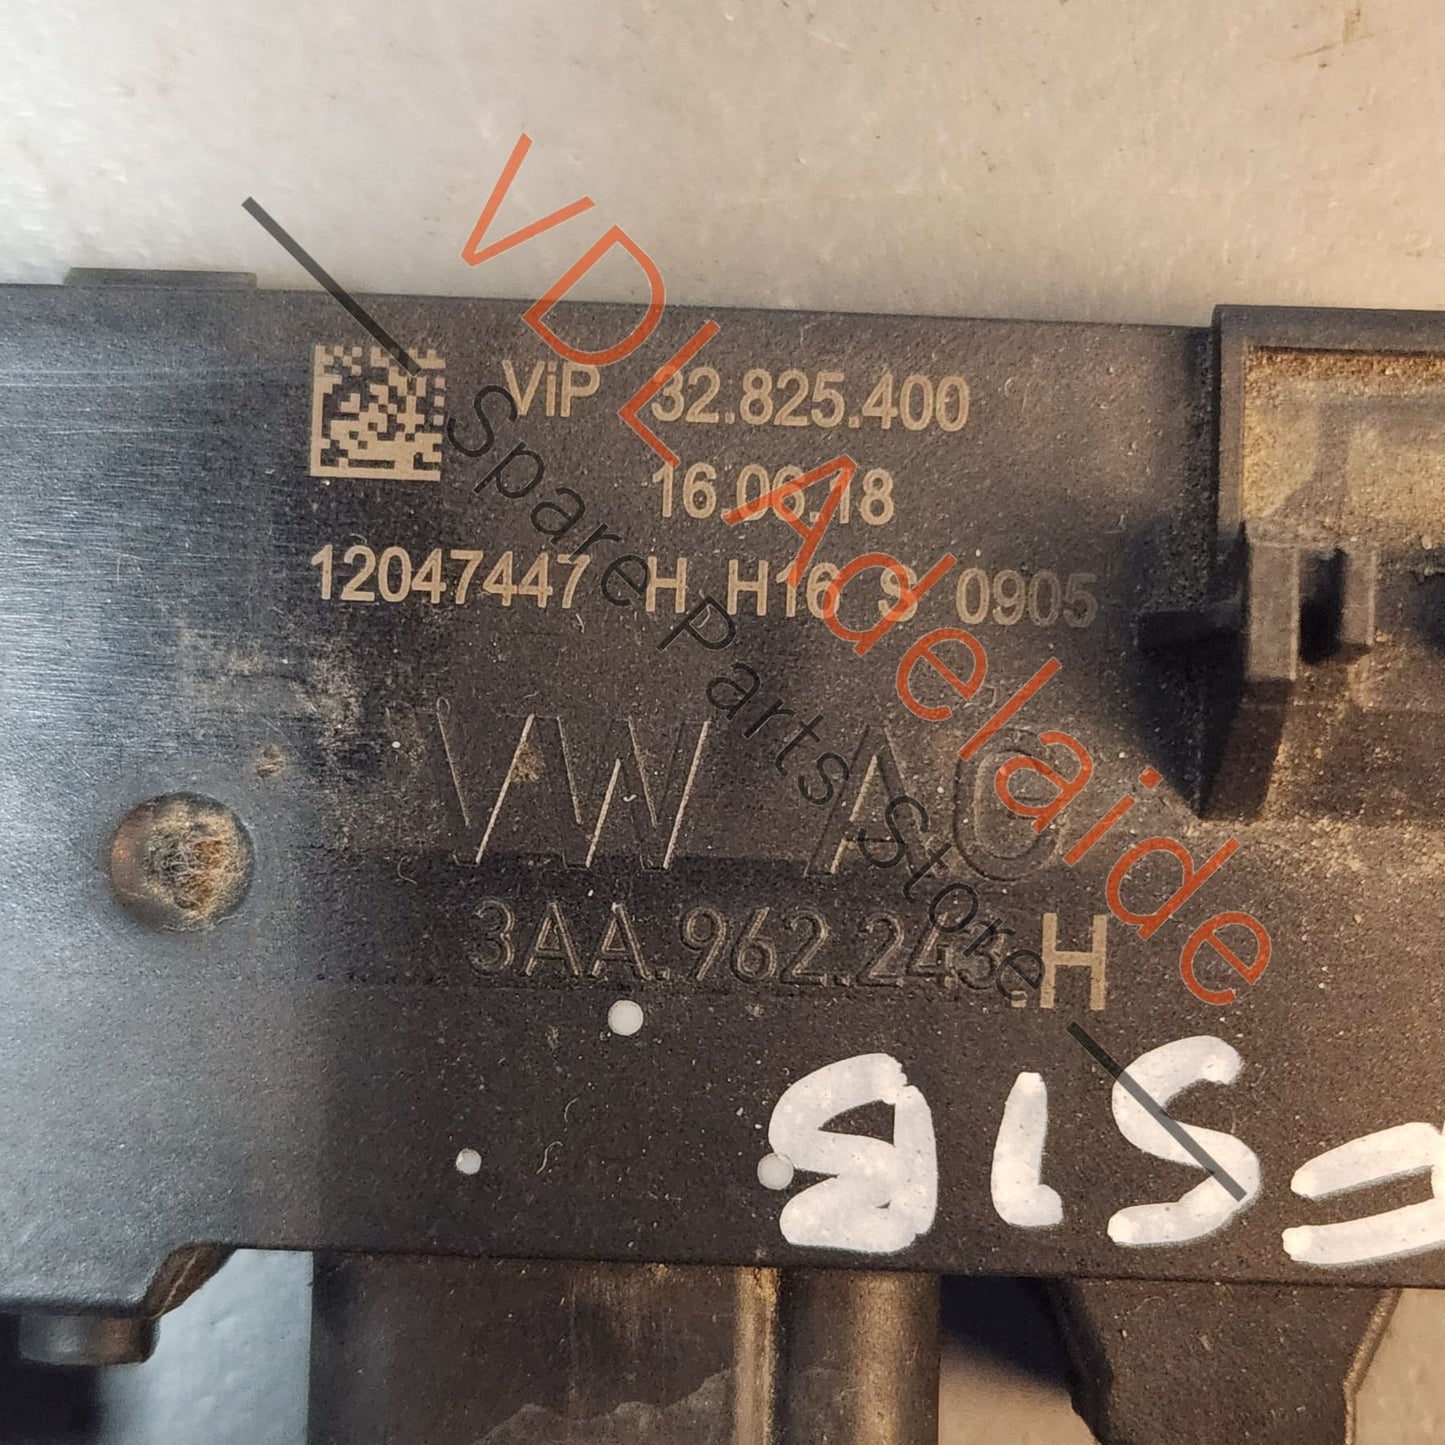 ViP 32.825.400
16.06.18
12047447 H H16 S 0905
VW AG
3AA.962.243.H
VDL Adelaide
Spare Parts Store